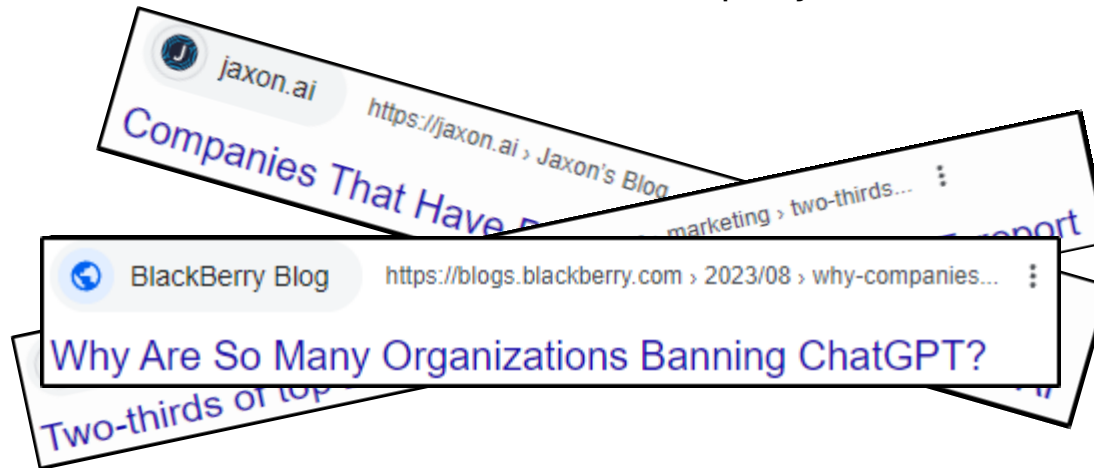 jaxon.ai
https://jaxon.ai › Jaxon's Blog
Companies That Have
marketing › two-thirds...
report
BlackBerry Blog
https://blogs.blackberry.com › 2023/08 › why-companies...
Why Are So Many Organizations Banning ChatGPT?
Two-thirds of top
AI